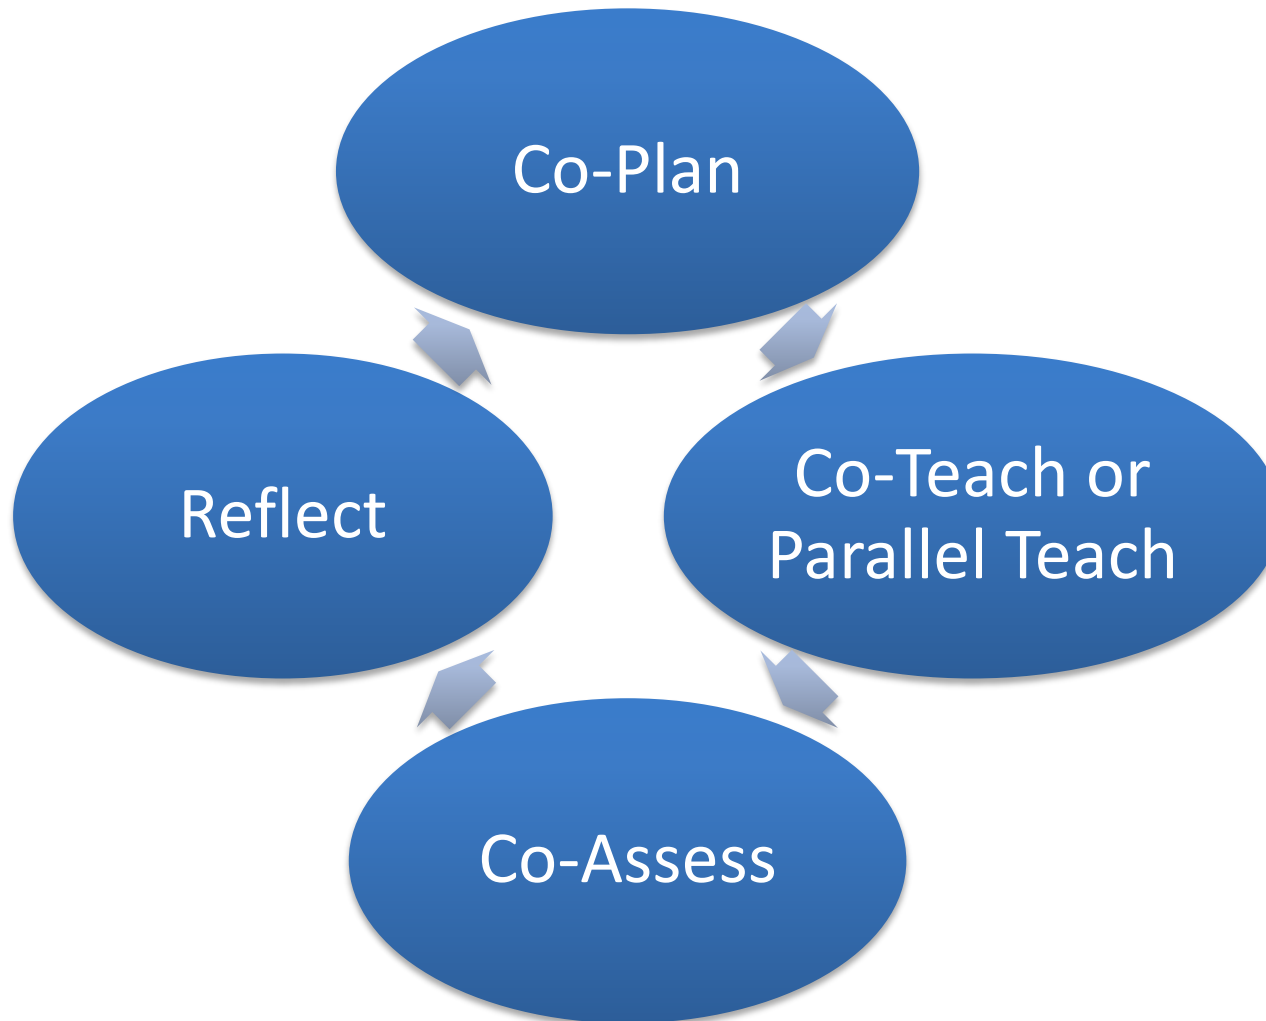 Co-Plan
Reflect
Co-Teach or
Parallel Teach
Co-Assess